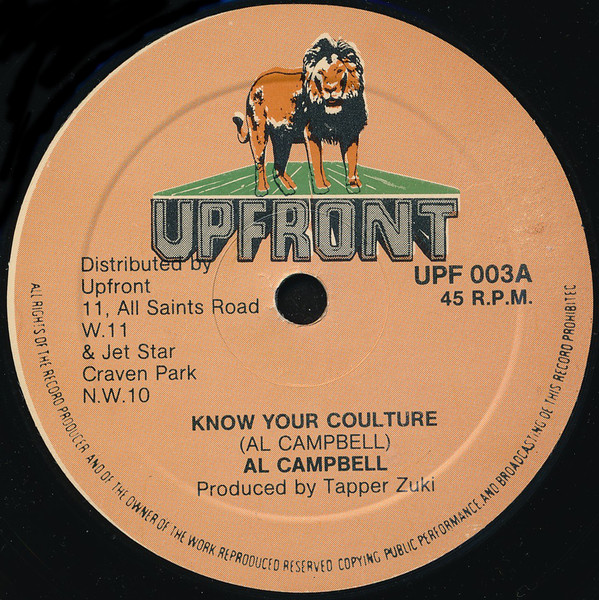 UPFRONT
Distributed by
Upfront
11, All Saints Road
W.11
& Jet Star
Craven Park
N.W.10
UPF 003A
45 R.P.M.
KNOW YOUR COULTURE
(AL CAMPBELL)
AL CAMPBELL
Produced by Tapper Zuki
ALL RIGHTS OF THE RECORD PRODUCER AND OF THE OWNER OF THE WORK REPRODUCED RESERVED COPYING PUBLIC PERFORMANCE AND BROADCASTING OF THIS RECORD PROHIBITEC